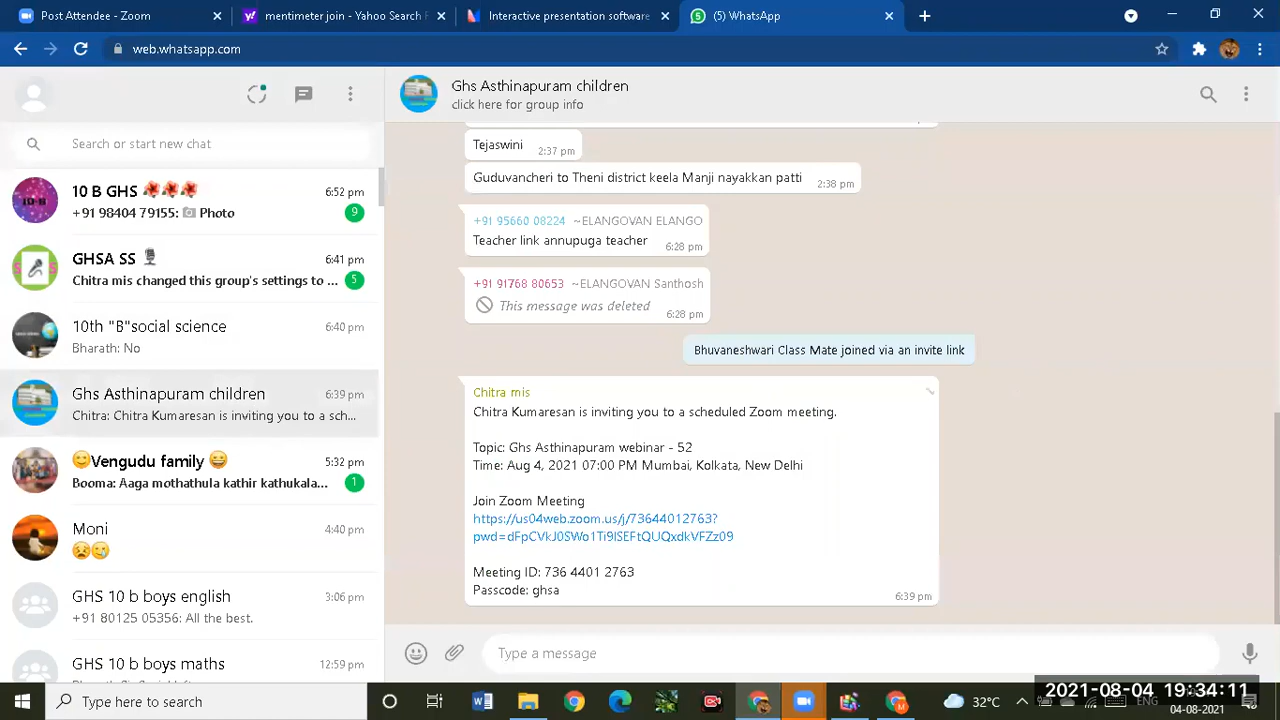 Post Attendee - Zoom
mentimeter join - Yahoo Search R
Interactive presentation software
(5) WhatsApp
web.whatsapp.com
Search or start new chat
10 B GHS 🌺🌺🌺 6:52 pm
+91 98404 79155: Photo 9
GHSA SS 🎙 6:41 pm
Chitra mis changed this group's settings to ... 5
10th "B"social science 6:40 pm
Bharath: No
Ghs Asthinapuram children 6:39 pm
Chitra: Chitra Kumaresan is inviting you to a sch...
😊Vengudu family 😄 5:32 pm
Booma: Aaga mothathula kathir kathukala... 1
Moni 4:40 pm
😣😢
GHS 10 b boys english 3:06 pm
+91 80125 05356: All the best.
GHS 10 b boys maths 12:59 pm
Ghs Asthinapuram children
click here for group info
Tejaswini 2:37 pm
Guduvancheri to Theni district keela Manji nayakkan patti 2:38 pm
+91 95660 08224 ~ELANGOVAN ELANGO
Teacher link annupuga teacher 6:28 pm
+91 91768 80653 ~ELANGOVAN Santhosh
This message was deleted 6:28 pm
Bhuvaneshwari Class Mate joined via an invite link
Chitra mis
Chitra Kumaresan is inviting you to a scheduled Zoom meeting.
Topic: Ghs Asthinapuram webinar - 52
Time: Aug 4, 2021 07:00 PM Mumbai, Kolkata, New Delhi
Join Zoom Meeting
https://us04web.zoom.us/j/73644012763?
pwd=dFpCVkJ0SWo1Ti9lSEFtQUQxdkVFZz09
Meeting ID: 736 4401 2763
Passcode: ghsa
6:39 pm
Type a message
Type here to search
32°C
ENG
2021-08-04 19:34:11
04-08-2021